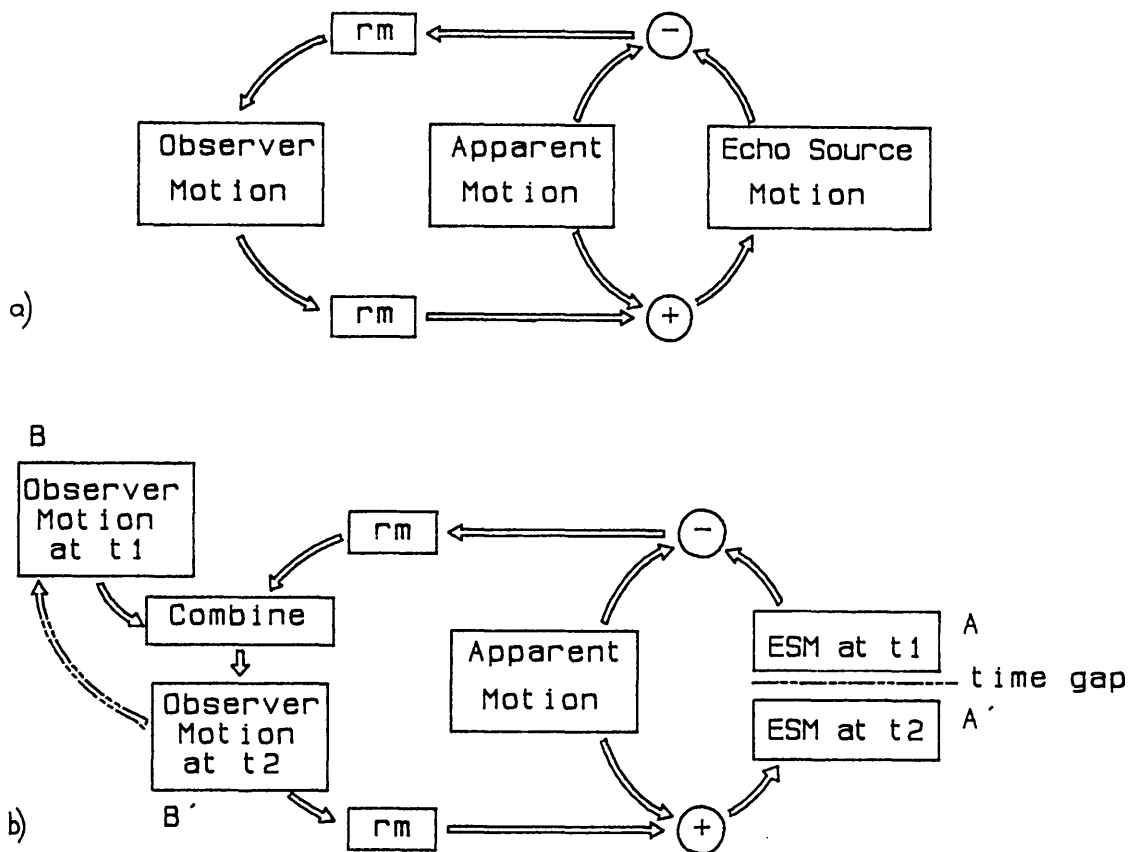 rm
-
Observer
Motion
Apparent
Motion
Echo Source
Motion
rm
+
a)
B
Observer
Motion
at t1
rm
-
Combine
Apparent
Motion
ESM at t1
A
time gap
Observer
Motion
at t2
ESM at t2
A´
B´
rm
+
b)